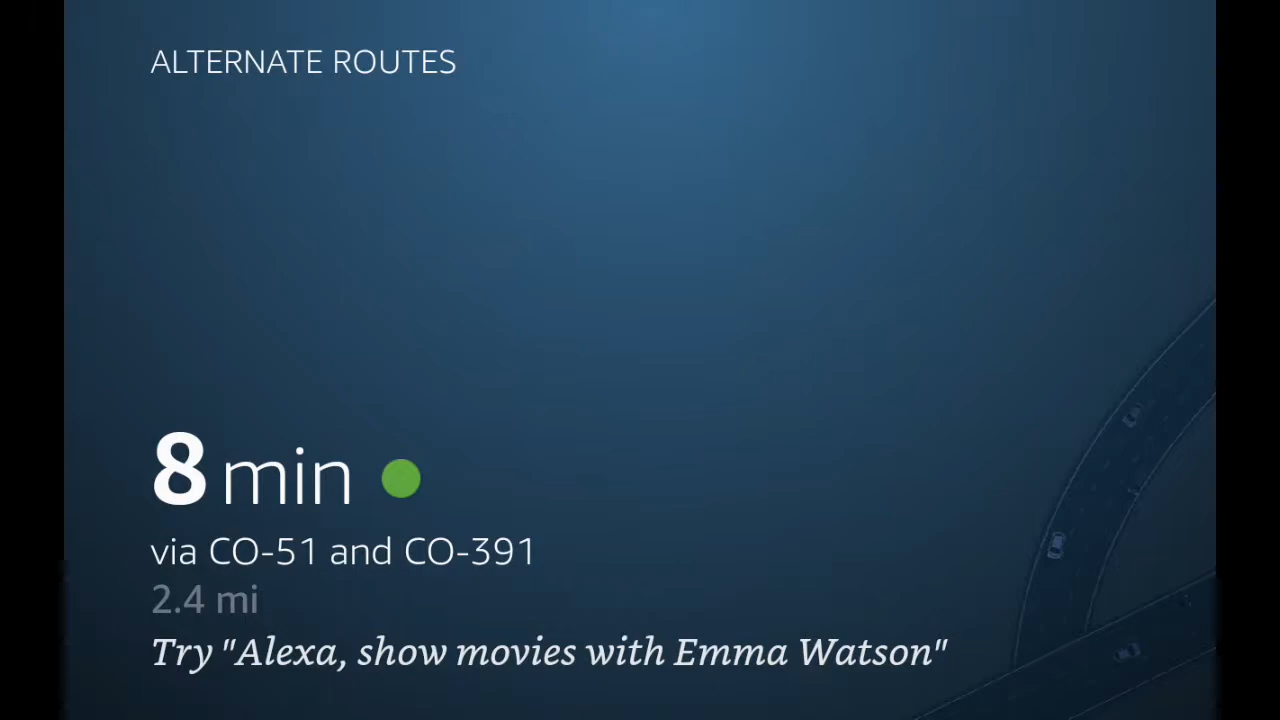 ALTERNATE ROUTES
8 min
via CO-51 and CO-391
2.4 mi
Try "Alexa, show movies with Emma Watson"